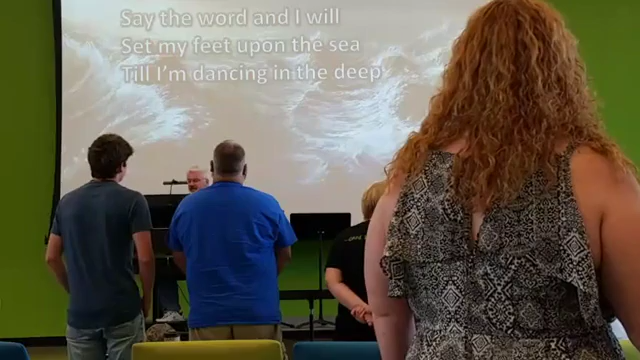 Say the word and I will
Set my feet upon the sea
Till I'm dancing in the deep